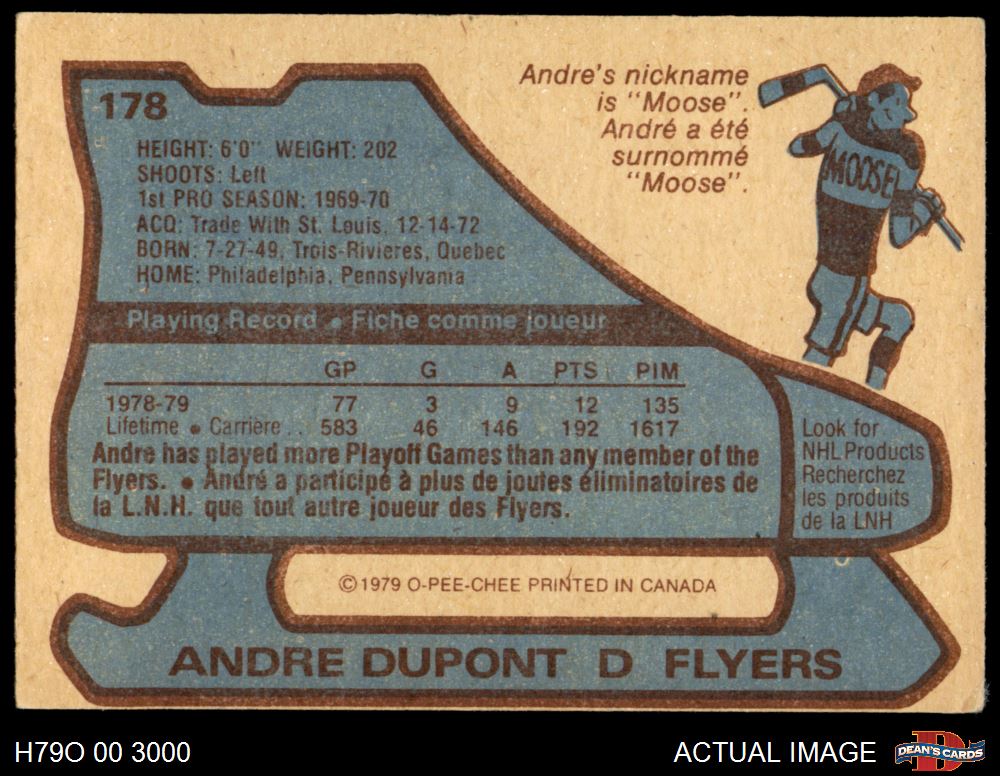 178
HEIGHT: 6'0" WEIGHT: 202
SHOOTS: Left
1st PRO SEASON: 1969-70
ACQ: Trade With St. Louis, 12-14-72
BORN: 7-27-49, Trois-Rivieres, Quebec
HOME: Philadelphia, Pennsylvania
Andre's nickname
is "Moose".
André a été
surnommé
"Moose".
MOOSE
Playing Record • Fiche comme joueur
GP G A PTS PIM
1978-79 77 3 9 12 135
Lifetime • Carrière . . 583 46 146 192 1617
Andre has played more Playoff Games than any member of the
Flyers. • André a participé à plus de joutes éliminatoires de
la L.N.H. que tout autre joueur des Flyers.
Look for
NHL Products
Recherchez
les produits
de la LNH
© 1979 O-PEE-CHEE PRINTED IN CANADA
ANDRE DUPONT D FLYERS
H79O 00 3000
ACTUAL IMAGE
D
DEAN'S CARDS